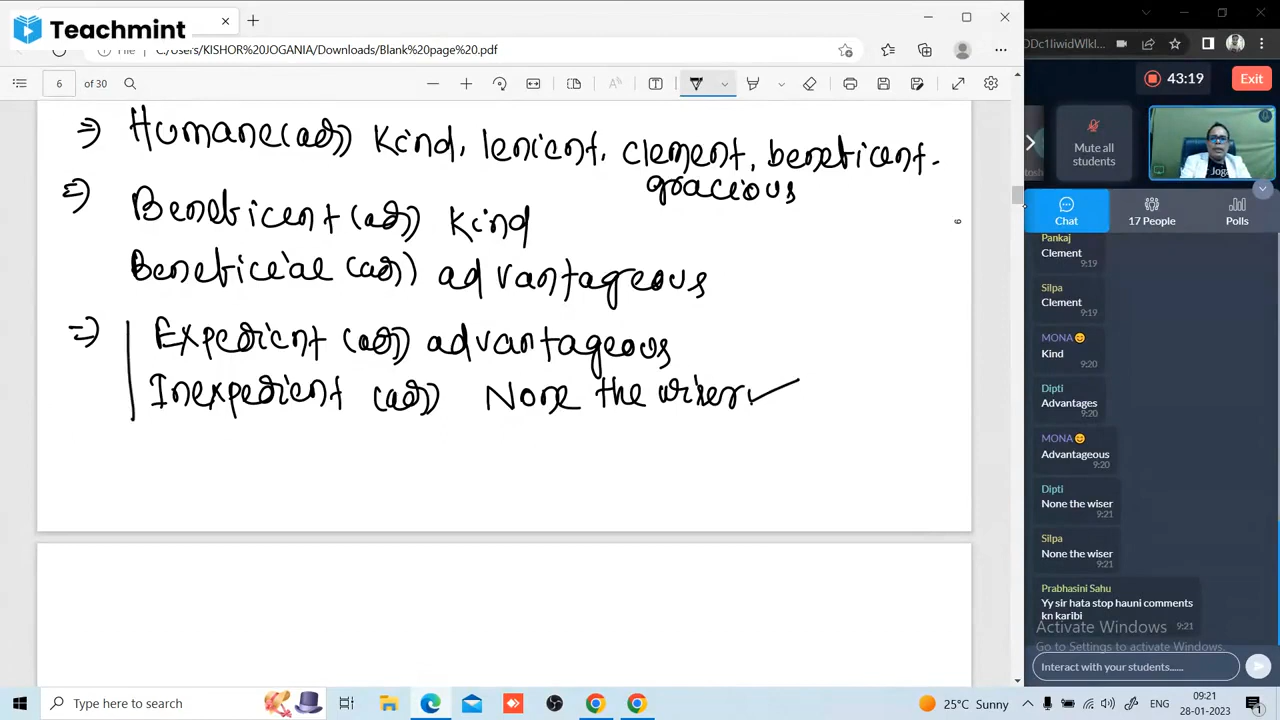 Teachmint
File
C:/Users/KISHOR%20JOGANIA/Downloads/Blank%20page%20.pdf
6 of 30
⇒ Humane (adj) Kind, lenient, clement, beneficent.
gracious
⇒ Beneficent (adj) Kind
Beneficial (adj) advantageous
⇒ Expedient (adj) advantageous
Inexpedient (adj) None the wiser ✓
6
43:19
Exit
Mute all
students
Chat
17 People
Polls
Pankaj
Clement
9:19
Silpa
Clement
9:19
MONA😊
Kind
9:20
Dipti
Advantages
9:20
MONA😊
Advantageous
9:20
Dipti
None the wiser
9:21
Silpa
None the wiser
9:21
Prabhasini Sahu
Yy sir hata stop hauni comments
kn karibi
9:21
Activate Windows
Go to Settings to activate Windows.
Interact with your students......
Type here to search
25°C Sunny
ENG
09:21
28-01-2023
1